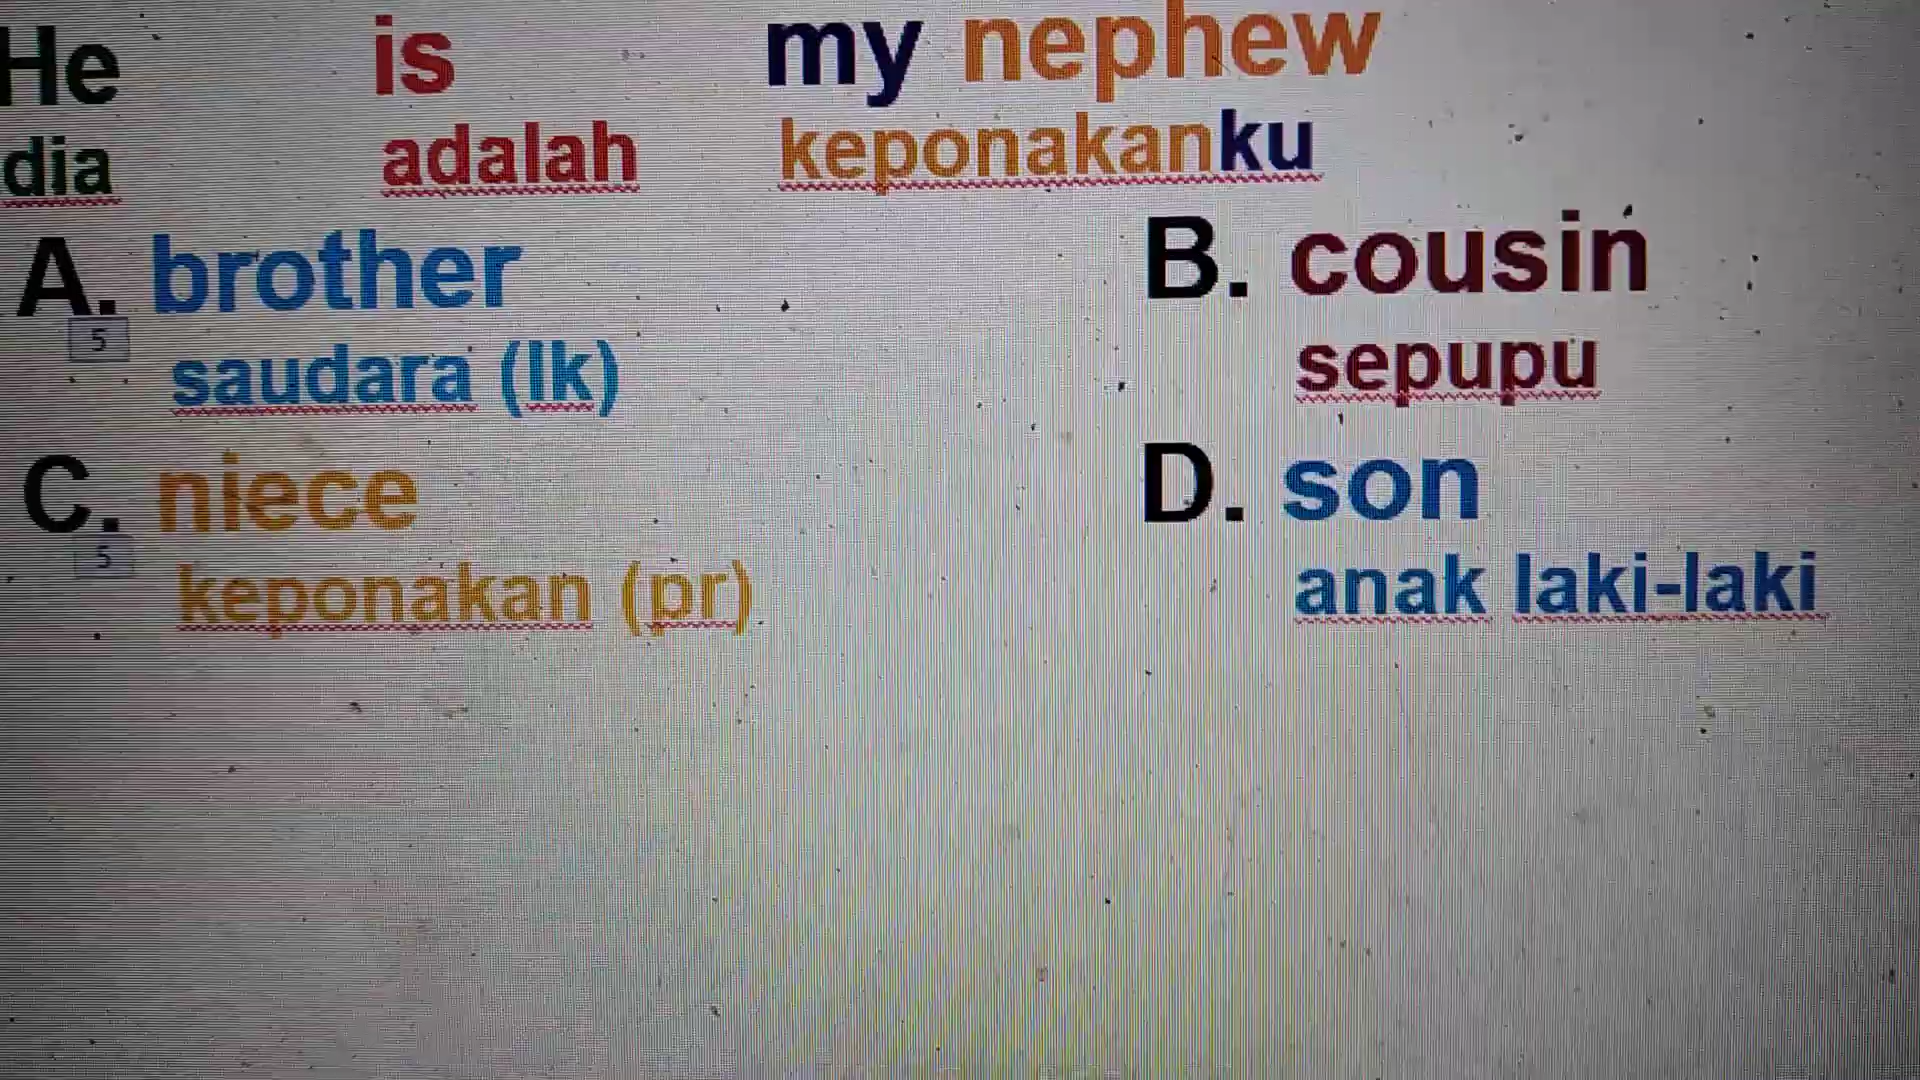 He is my nephew
dia adalah keponakanku
A. brother B. cousin
5
saudara (lk) sepupu
C. niece D. son
5
keponakan (pr) anak laki-laki